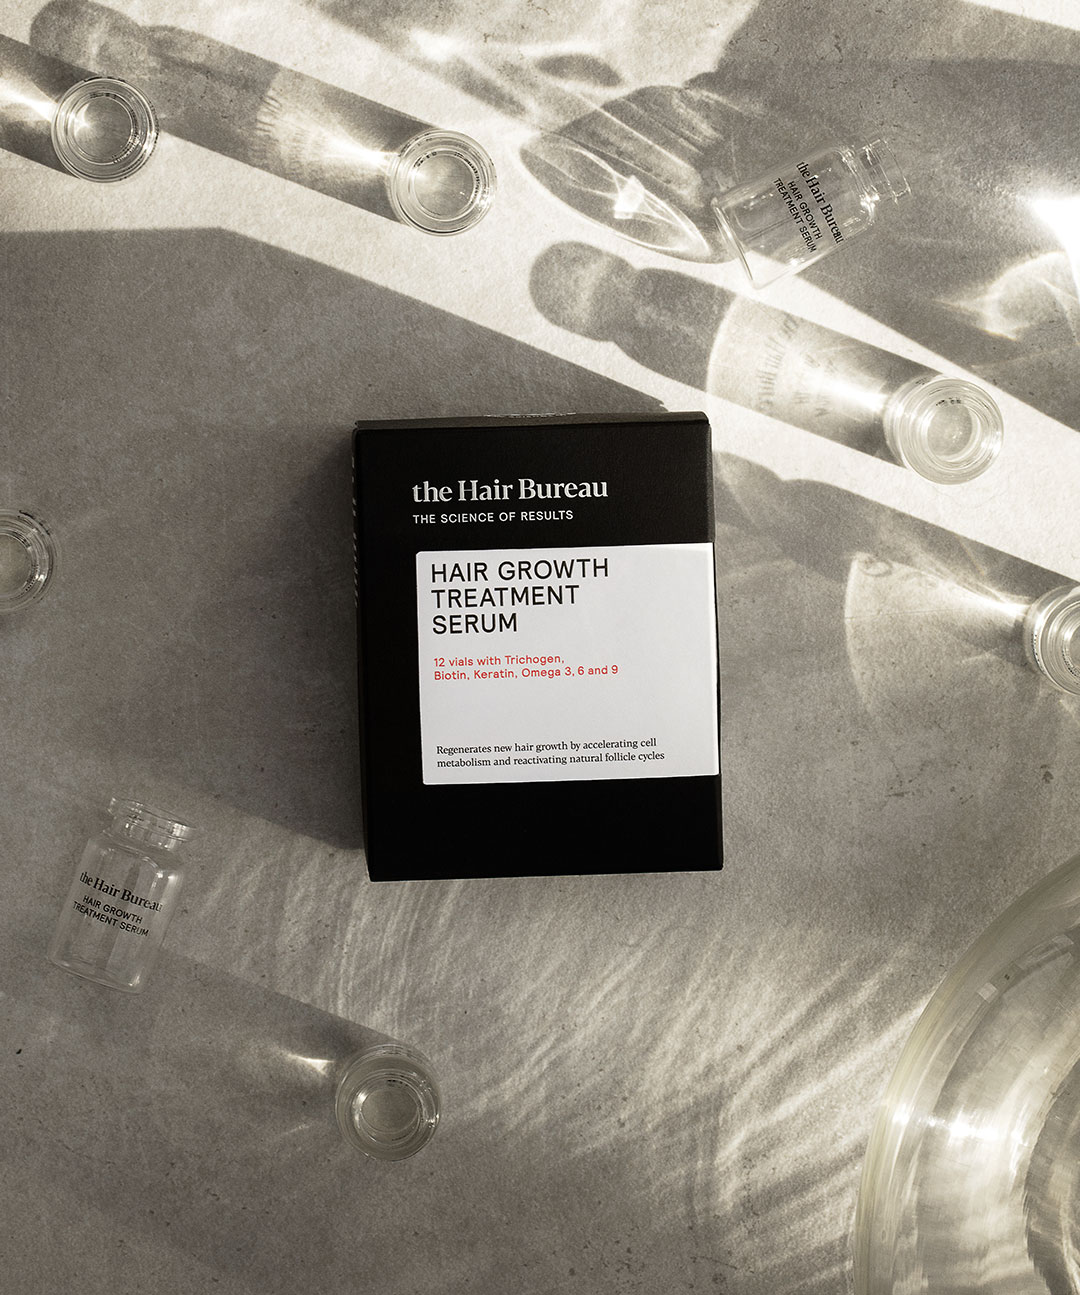 the Hair Bureau
HAIR GROWTH
TREATMENT SERUM
the Hair Bureau
THE SCIENCE OF RESULTS
HAIR GROWTH
TREATMENT
SERUM
12 vials with Trichogen,
Biotin, Keratin, Omega 3, 6 and 9
Regenerates new hair growth by accelerating cell
metabolism and reactivating natural follicle cycles
the Hair Bureau
HAIR GROWTH
TREATMENT SERUM